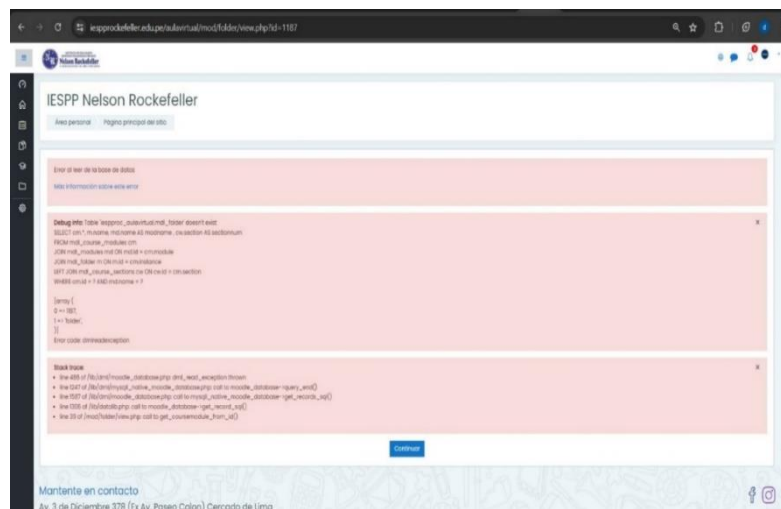 iespprockefeller.edu.pe/aulavirtual/mod/folder/view.php?id=1187
Nelson Rockefeller
IESPP Nelson Rockefeller
Área personal Página principal del sitio
Error al leer de la base de datos
Más información sobre este error
Debug info: Table 'iespproc_aulavirtual.mdl_folder' doesn't exist
SELECT cm.*, m.name, md.name AS modname, cw.section AS sectionnum
FROM mdl_course_modules cm
JOIN mdl_modules md ON md.id = cm.module
JOIN mdl_folder m ON m.id = cm.instance
LEFT JOIN mdl_course_sections cw ON cw.id = cm.section
WHERE cm.id = ? AND md.name = ?
[array (
0 => '1187',
1 => 'folder',
)]
Error code: dmlreadexception
Stack trace:
line 486 of /lib/dml/moodle_database.php: dml_read_exception thrown
line 1247 of /lib/dml/mysqli_native_moodle_database.php: call to moodle_database->query_end()
line 1587 of /lib/dml/moodle_database.php: call to mysqli_native_moodle_database->get_records_sql()
line 1306 of /lib/datalib.php: call to moodle_database->get_record_sql()
line 35 of /mod/folder/view.php: call to get_coursemodule_from_id()
Continuar
Mantente en contacto
Av. 3 de Diciembre 378 (Ex Av. Paseo Colon) Cercado de Lima